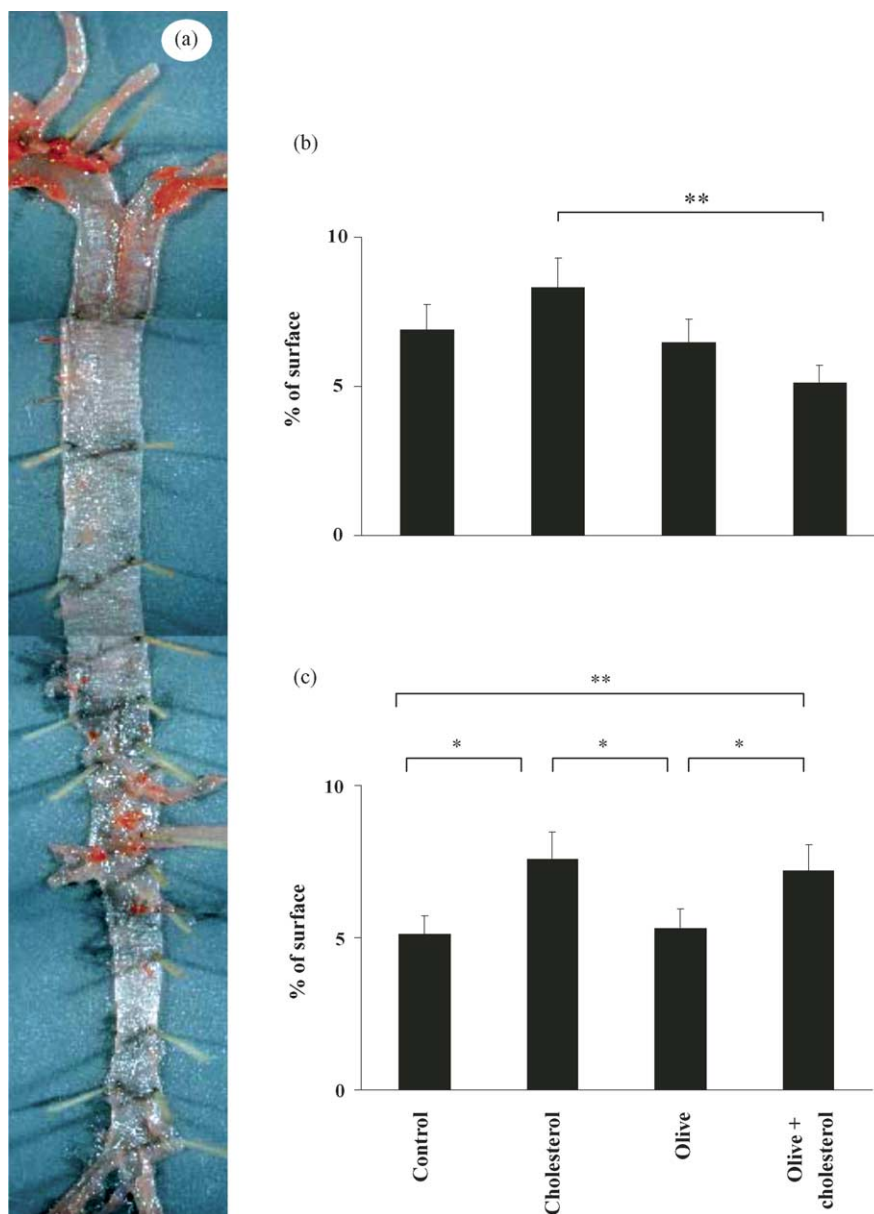 (a)
(b)
**
10
5
0
% of surface
(c)
**
* * *
10
5
0
% of surface
Control
Cholesterol
Olive
Olive +
cholesterol